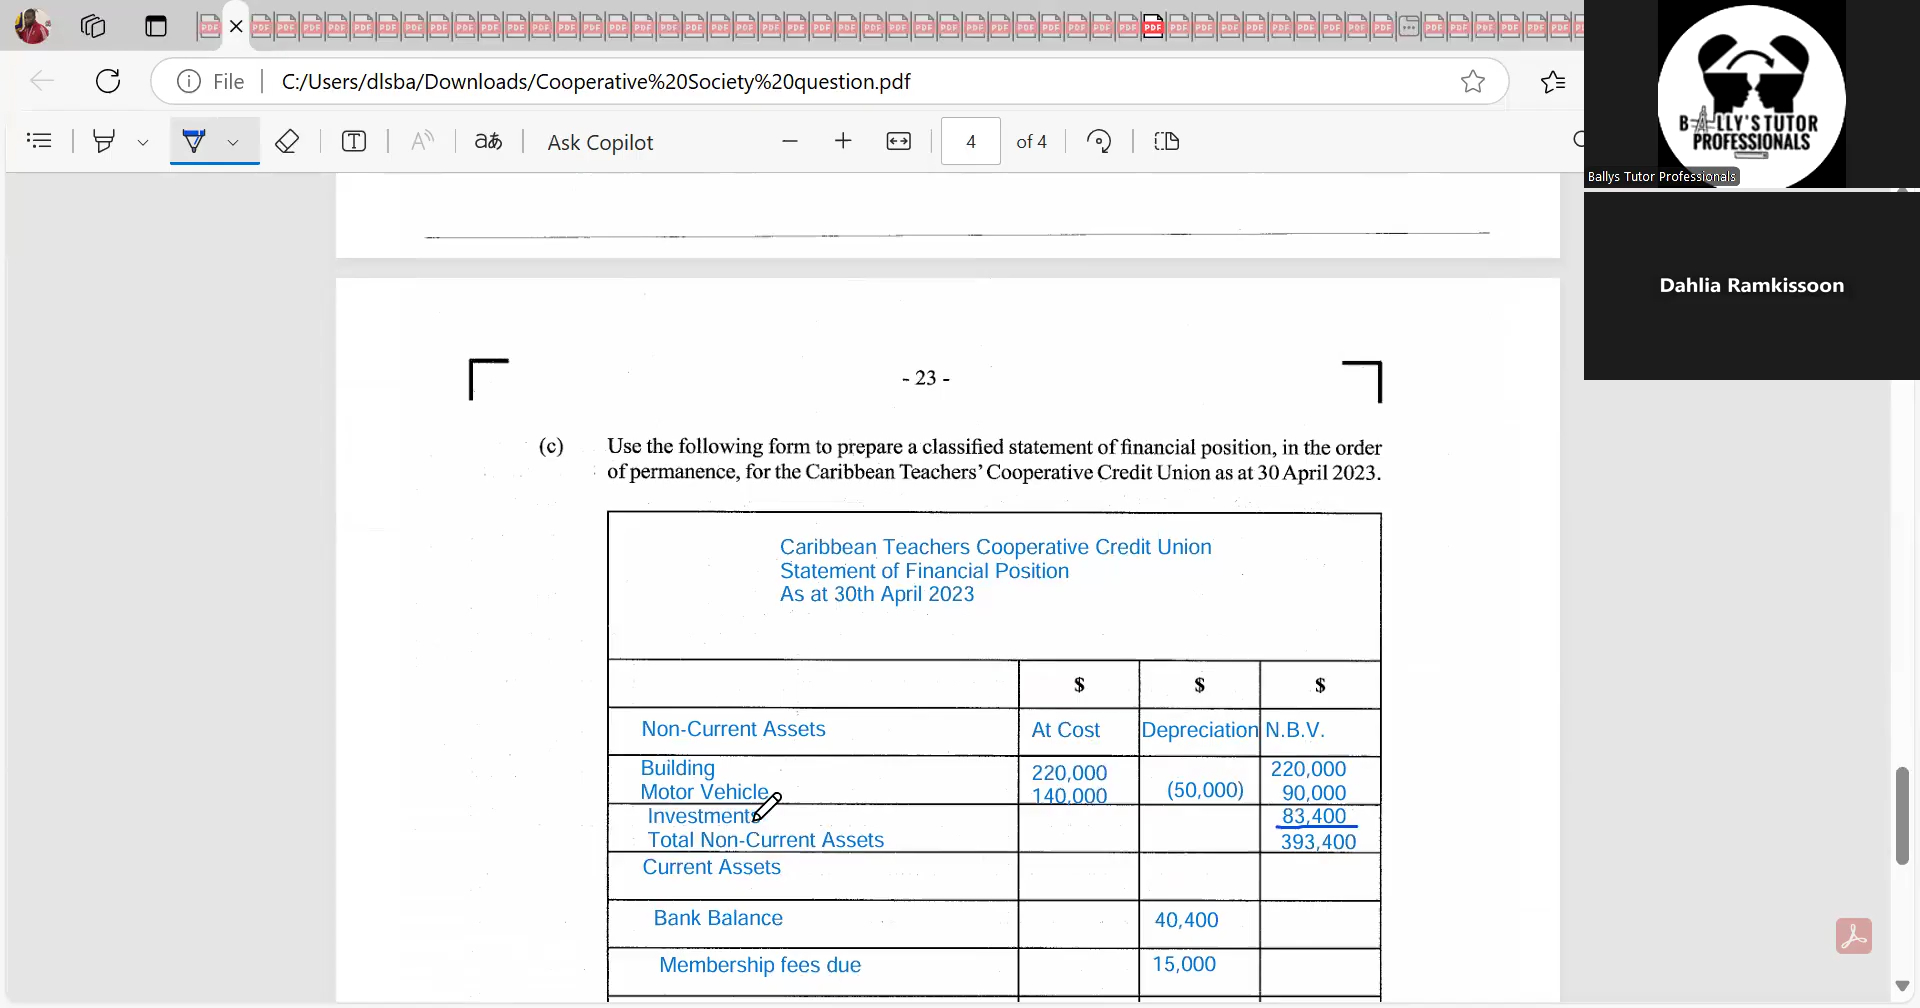 File
C:/Users/dlsba/Downloads/Cooperative%20Society%20question.pdf
Ask Copilot
4 of 4
BALLY'S TUTOR
PROFESSIONALS
Ballys Tutor Professionals
Dahlia Ramkissoon
- 23 -
(c) Use the following form to prepare a classified statement of financial position, in the order
of permanence, for the Caribbean Teachers' Cooperative Credit Union as at 30 April 2023.
Caribbean Teachers Cooperative Credit Union
Statement of Financial Position
As at 30th April 2023
$ $ $
Non-Current Assets At Cost Depreciation N.B.V.
Building 220,000 220,000
Motor Vehicle 140,000 (50,000) 90,000
Investments 83,400
Total Non-Current Assets 393,400
Current Assets
Bank Balance 40,400
Membership fees due 15,000